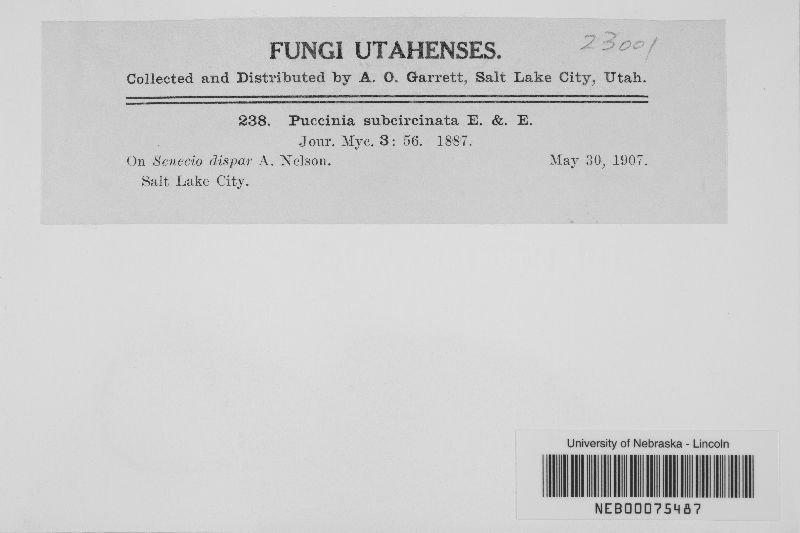 23001
FUNGI UTAHENSES.
Collected and Distributed by A. O. Garrett, Salt Lake City, Utah.
238. Puccinia subcircinata E. &. E.
Jour. Myc. 3: 56. 1887.
On Senecio dispar A. Nelson. May 30, 1907.
Salt Lake City.
University of Nebraska - Lincoln
NEB00075487